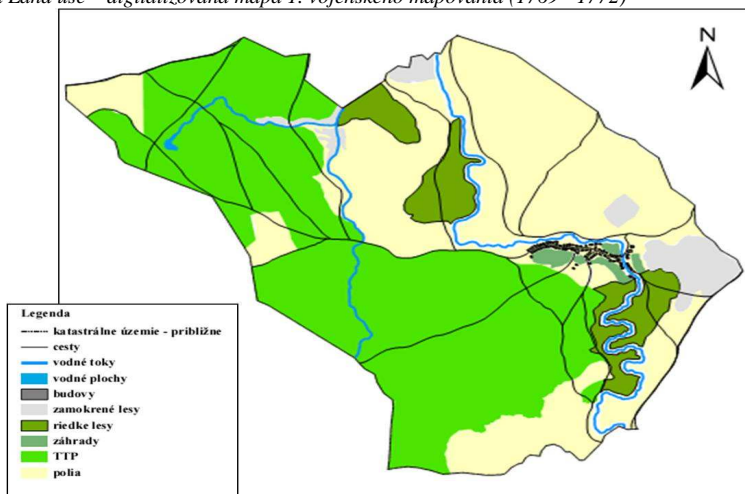 Land use – digitalizovaná mapa 1. vojenského mapovania (1769 - 1772)
N
Legenda
katastrálne územie - približne
cesty
vodné toky
vodné plochy
budovy
zamokrené lesy
riedke lesy
záhrady
TTP
polia